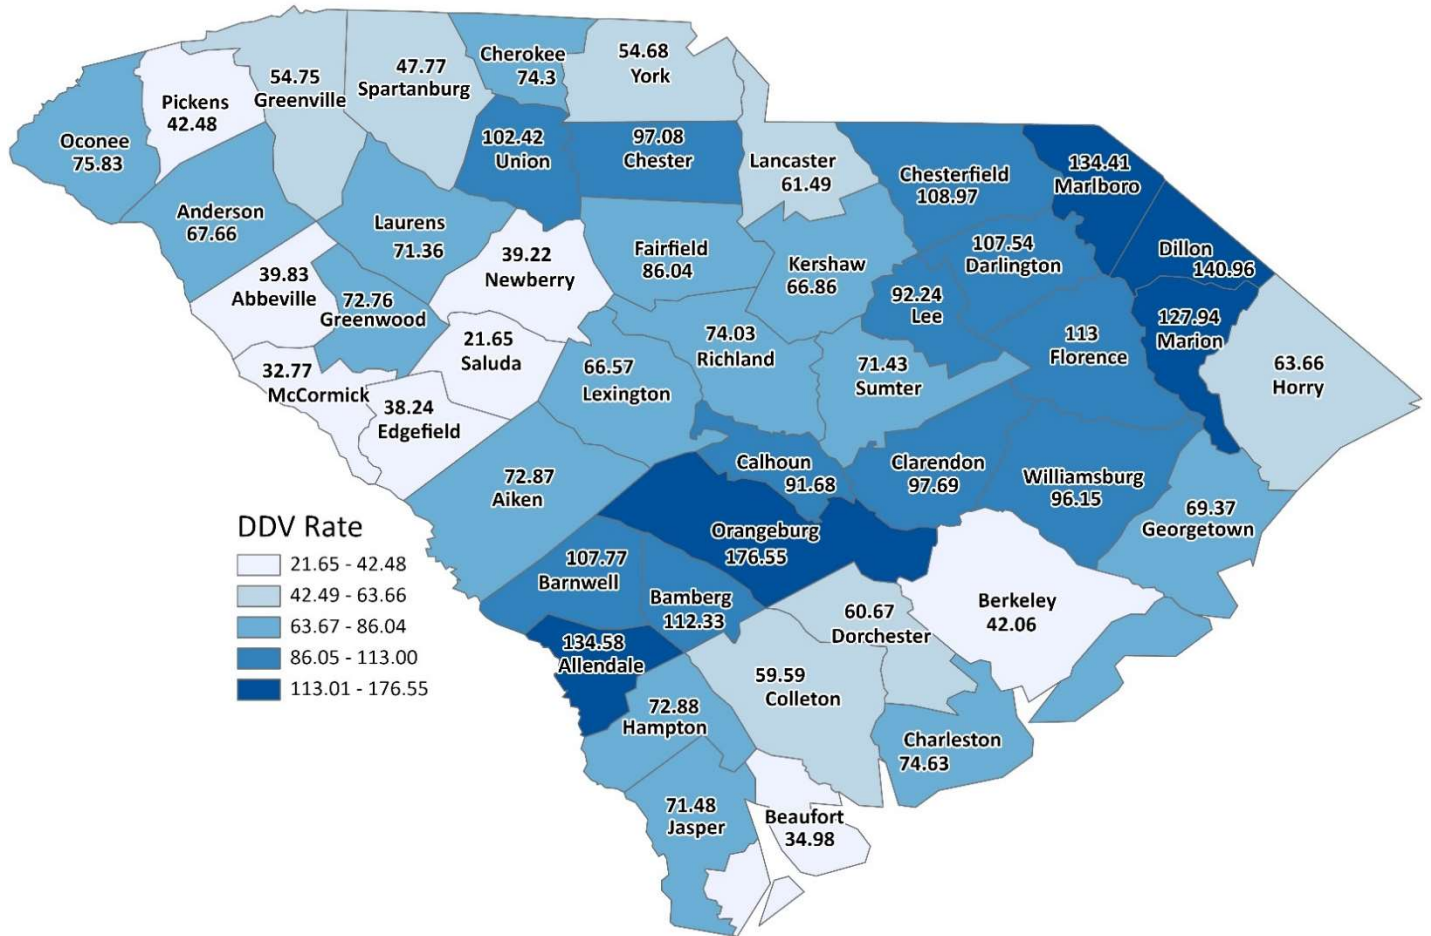 Cherokee
74.3
54.68
York
47.77
Spartanburg
54.75
Greenville
Pickens
42.48
Oconee
75.83
102.42
Union
97.08
Chester
Lancaster
61.49
Chesterfield
108.97
134.41
Marlboro
Dillon
140.96
Anderson
67.66
Laurens
71.36
39.22
Newberry
Fairfield
86.04
Kershaw
66.86
107.54
Darlington
92.24
Lee
113
Florence
127.94
Marion
63.66
Horry
39.83
Abbeville
72.76
Greenwood
21.65
Saluda
32.77
McCormick
38.24
Edgefield
66.57
Lexington
74.03
Richland
71.43
Sumter
Calhoun
91.68
Clarendon
97.69
Williamsburg
96.15
69.37
Georgetown
72.87
Aiken
Orangeburg
176.55
107.77
Barnwell
Bamberg
112.33
60.67
Dorchester
Berkeley
42.06
134.58
Allendale
59.59
Colleton
72.88
Hampton
Charleston
74.63
71.48
Jasper
Beaufort
34.98
DDV Rate
21.65 - 42.48
42.49 - 63.66
63.67 - 86.04
86.05 - 113.00
113.01 - 176.55